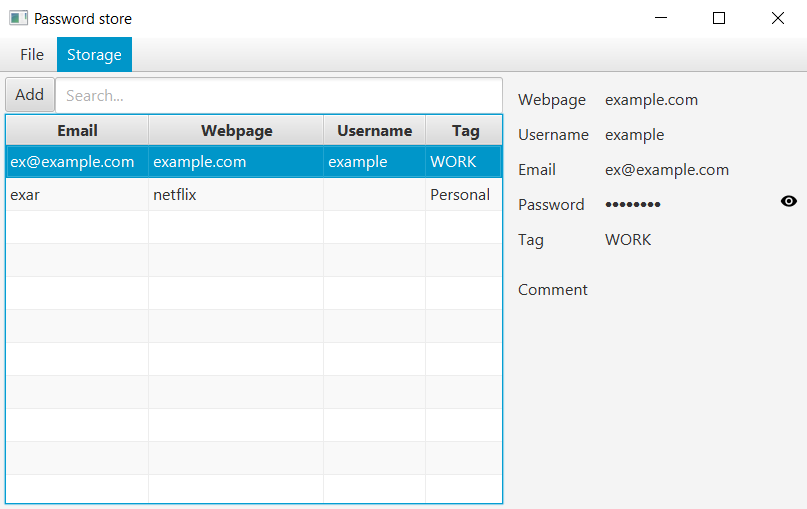 Password store
File Storage
Add Search...
Email Webpage Username Tag
ex@example.com example.com example WORK
exar netflix Personal
Webpage example.com
Username example
Email ex@example.com
Password ••••••••
Tag WORK
Comment